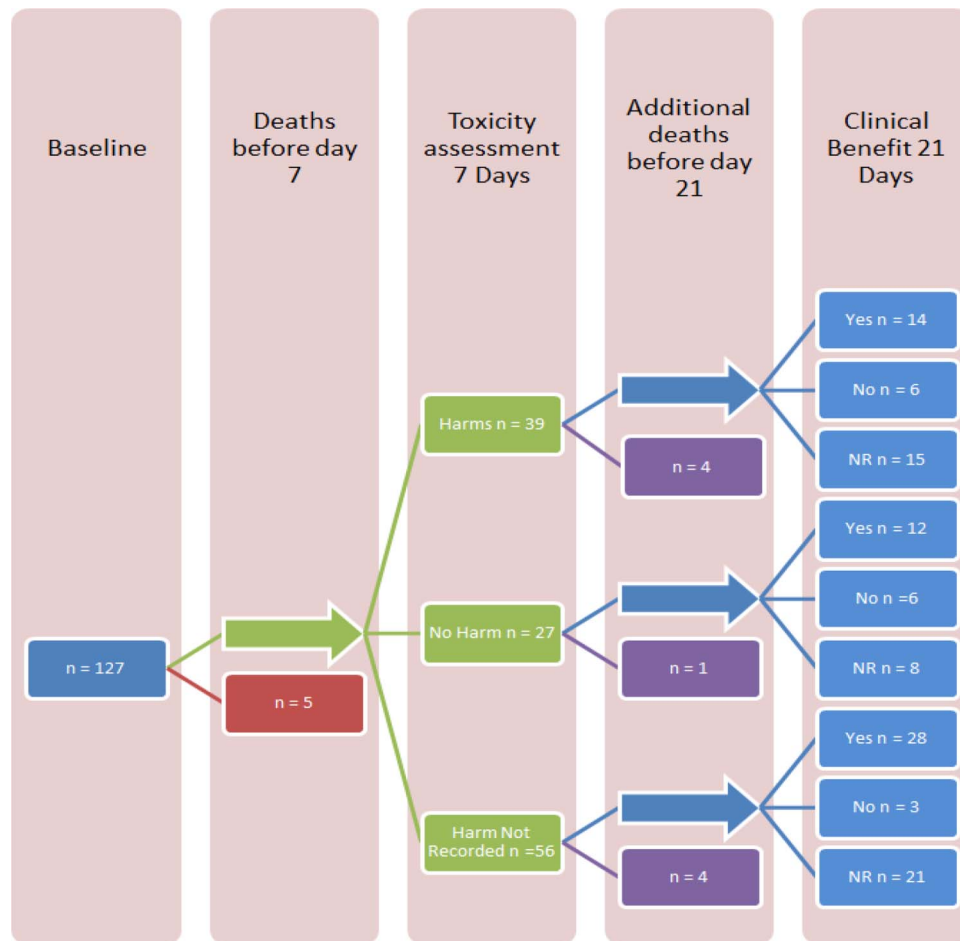 Baseline
Deaths
before day
7
Toxicity
assessment
7 Days
Additional
deaths
before day
21
Clinical
Benefit 21
Days
n = 127
n = 5
Harms n = 39
No Harm n = 27
Harm Not
Recorded n =56
n = 4
n = 1
n = 4
Yes n = 14
No n = 6
NR n = 15
Yes n = 12
No n =6
NR n = 8
Yes n = 28
No n = 3
NR n = 21